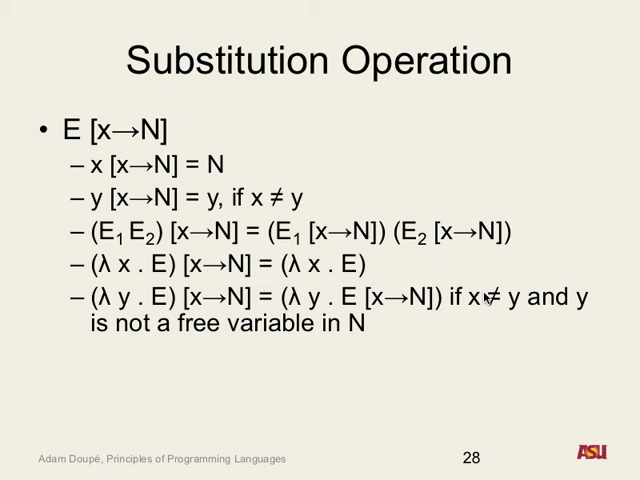 Substitution Operation
• E [x→N]
– x [x→N] = N
– y [x→N] = y, if x ≠ y
– (E₁ E₂) [x→N] = (E₁ [x→N]) (E₂ [x→N])
– (λ x . E) [x→N] = (λ x . E)
– (λ y . E) [x→N] = (λ y . E [x→N]) if x ≠ y and y
is not a free variable in N
Adam Doupé, Principles of Programming Languages
28
ASU